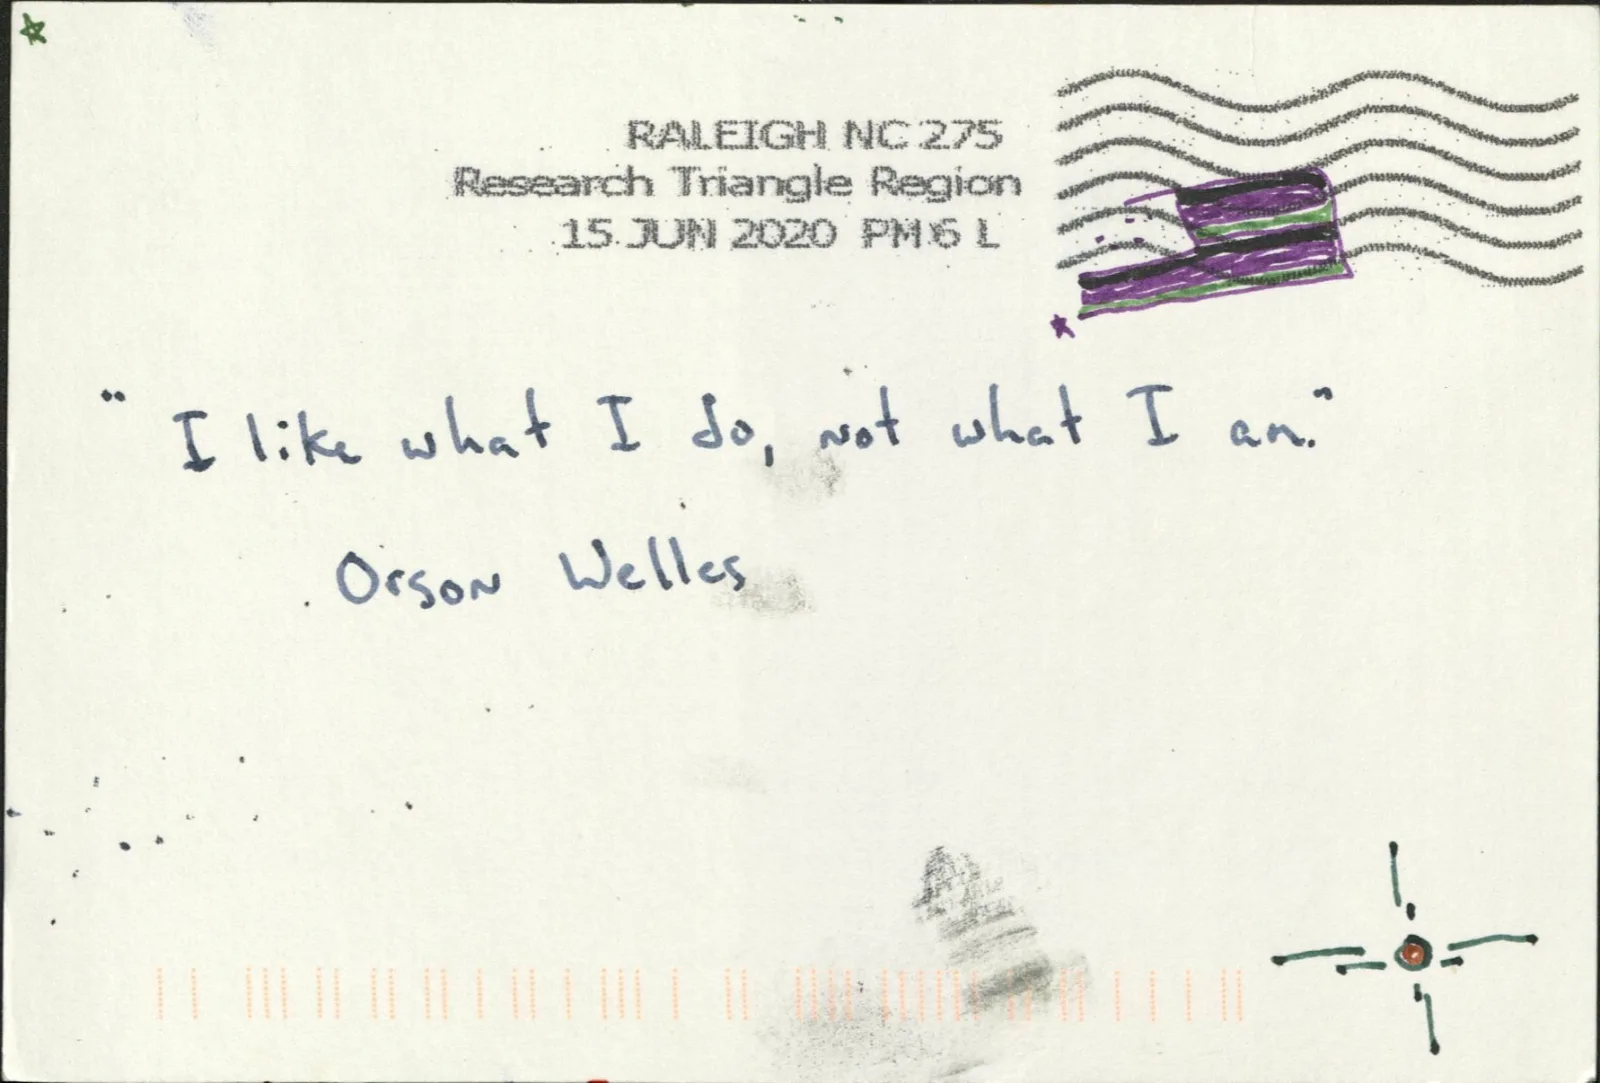 RALEIGH NC 275
Research Triangle Region
15 JUN 2020 PM 6 L
"I like what I do, not what I am."
Orson Welles